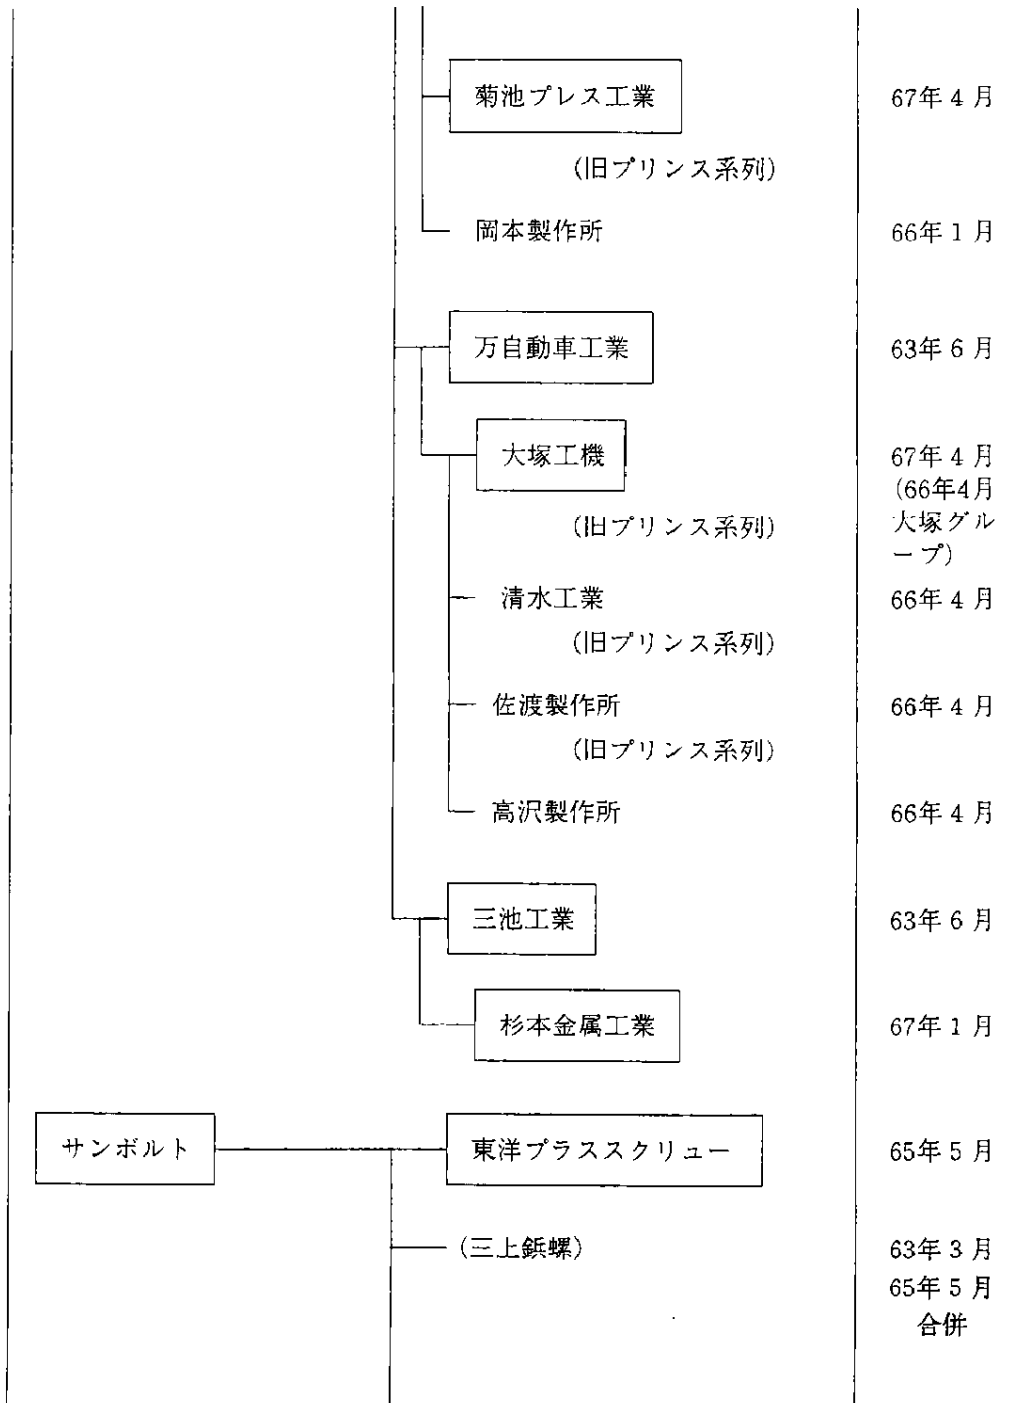 菊池プレス工業 67年4月
(旧プリンス系列)
岡本製作所 66年1月
万自動車工業 63年6月
大塚工機 67年4月
(66年4月
(旧プリンス系列) 大塚グル
ープ)
清水工業 66年4月
(旧プリンス系列)
佐渡製作所 66年4月
(旧プリンス系列)
高沢製作所 66年4月
三池工業 63年6月
杉本金属工業 67年1月
サンボルト 東洋プラススクリュー 65年5月
(三上鋲螺) 63年3月
65年5月
合併